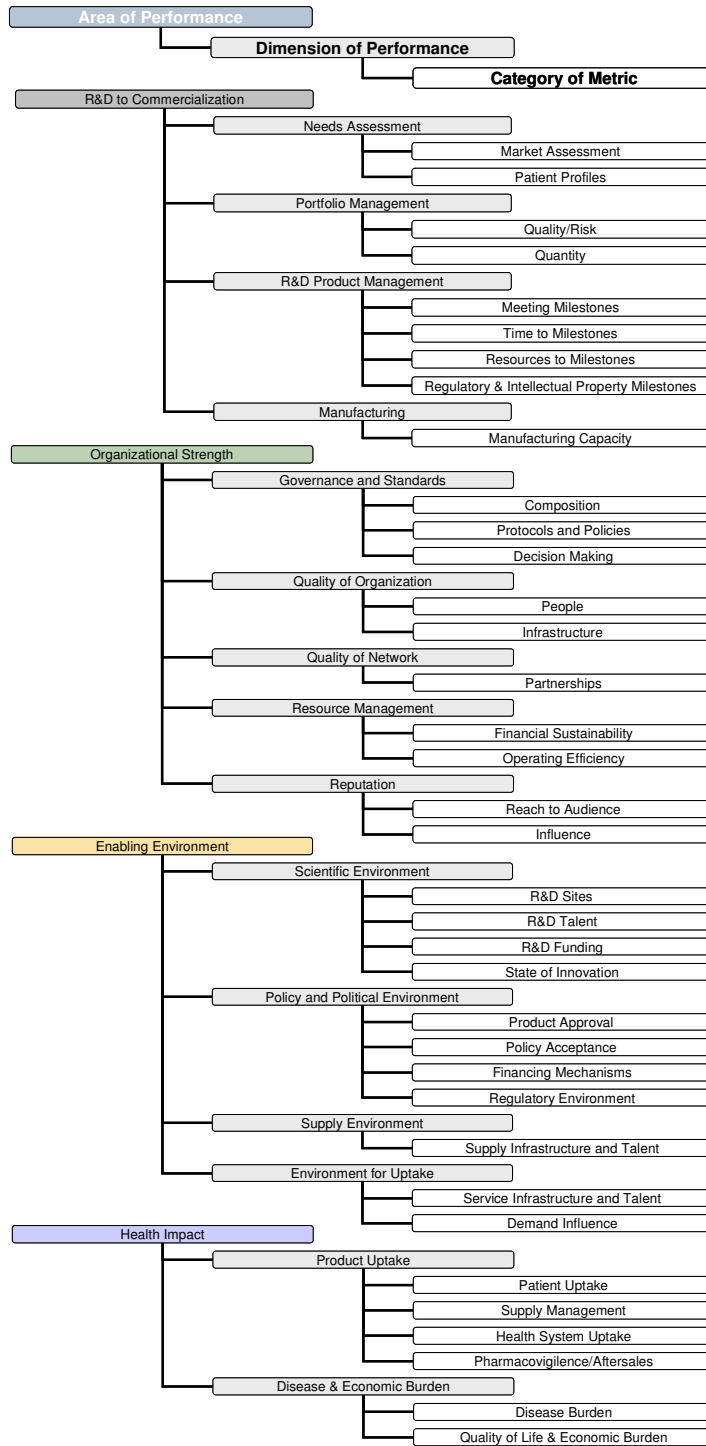 Area of Performance
Dimension of Performance
Category of Metric
R&D to Commercialization
Needs Assessment
Market Assessment
Patient Profiles
Portfolio Management
Quality/Risk
Quantity
R&D Product Management
Meeting Milestones
Time to Milestones
Resources to Milestones
Regulatory & Intellectual Property Milestones
Manufacturing
Manufacturing Capacity
Organizational Strength
Governance and Standards
Composition
Protocols and Policies
Decision Making
Quality of Organization
People
Infrastructure
Quality of Network
Partnerships
Resource Management
Financial Sustainability
Operating Efficiency
Reputation
Reach to Audience
Influence
Enabling Environment
Scientific Environment
R&D Sites
R&D Talent
R&D Funding
State of Innovation
Policy and Political Environment
Product Approval
Policy Acceptance
Financing Mechanisms
Regulatory Environment
Supply Environment
Supply Infrastructure and Talent
Environment for Uptake
Service Infrastructure and Talent
Demand Influence
Health Impact
Product Uptake
Patient Uptake
Supply Management
Health System Uptake
Pharmacovigilence/Aftersales
Disease & Economic Burden
Disease Burden
Quality of Life & Economic Burden